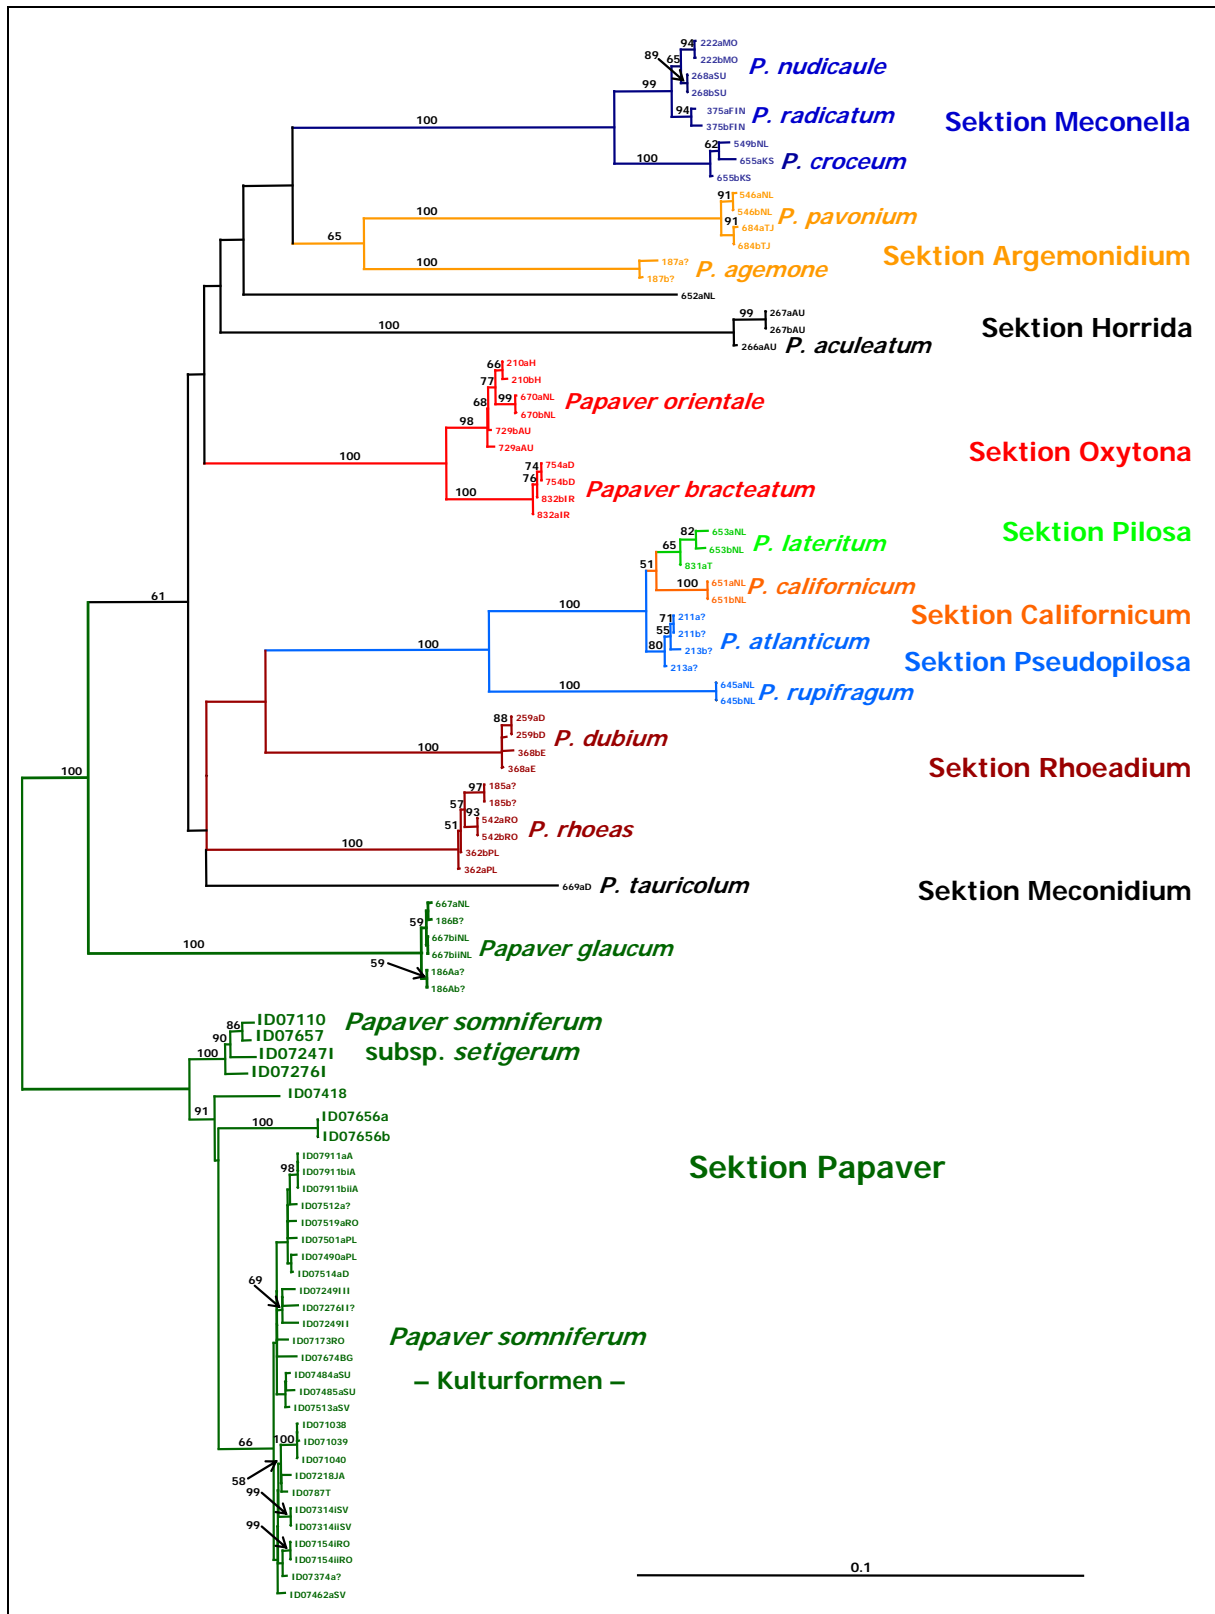 94
222aMO
89
65
222bMO
P. nudicaule
268aSU
99
268bSU
94
375aFIN
P. radicatum
Sektion Meconella
100
375bFIN
62
549bNL
655aKS
P. croceum
100
655bKS
91
546aNL
100
546bNL
P. pavonium
91
684aTJ
65
684bTJ
Sektion Argemonidium
100
187a?
P. agemone
187b?
652aNL
99
267aAU
100
267bAU
Sektion Horrida
266aAU
P. aculeatum
66
210aH
77
210bH
99
670aNL
Papaver orientale
68
670bNL
98
729bAU
729aAU
Sektion Oxytona
100
74
754aD
76
754bD
100
832bIR
Papaver bracteatum
832aIR
82
653aNL
Sektion Pilosa
65
653bNL
P. lateritum
51
831aT
100
651aNL
P. californicum
651bNL
61
100
71
211a?
Sektion Californicum
55
211b?
80
213b?
P. atlanticum
100
213a?
Sektion Pseudopilosa
100
645aNL
P. rupifragum
645bNL
88
259aD
259bD
P. dubium
100
368bE
368aE
Sektion Rhoeadium
100
97
185a?
57
185b?
93
542aRO
51
542bRO
P. rhoeas
100
362bPL
362aPL
669aD
P. tauricolum
Sektion Meconidium
667aNL
59
186B?
667biNL
100
667biiNL
Papaver glaucum
59
186Aa?
186Ab?
86
ID07110
Papaver somniferum
90
ID07657
100
ID07247I
subsp. setigerum
ID07276I
91
ID07418
100
ID07656a
ID07656b
ID07911aA
98
ID07911biA
Sektion Papaver
ID07911biiA
ID07512a?
ID07519aRO
ID07501aPL
ID07490aPL
ID07514aD
69
ID07249III
ID07276II?
ID07249II
ID07173RO
Papaver somniferum
ID07674BG
ID07484aSU
– Kulturformen –
ID07485aSU
ID07513aSV
ID071038
66
100
ID071039
ID071040
58
ID07218JA
99
ID0787T
ID07314iSV
99
ID07314iiSV
ID07154iRO
ID07154iiRO
0.1
ID07374a?
ID07462aSV